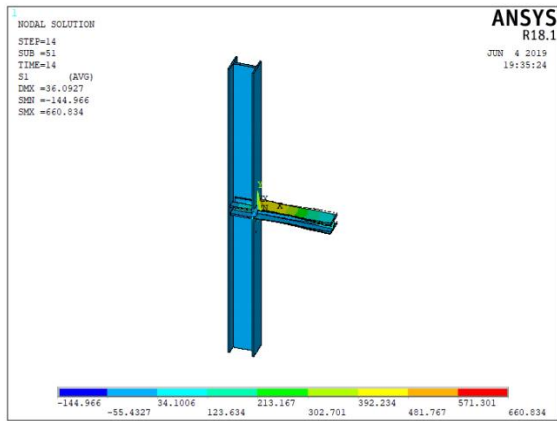 1
NODAL SOLUTION
STEP=14
SUB =51
TIME=14
S1 (AVG)
DMX =36.0927
SMN =-144.966
SMX =660.834
ANSYS
R18.1
JUN 4 2019
19:35:24
Y
X
-144.966 34.1006 213.167 392.234 571.301
-55.4327 123.634 302.701 481.767 660.834